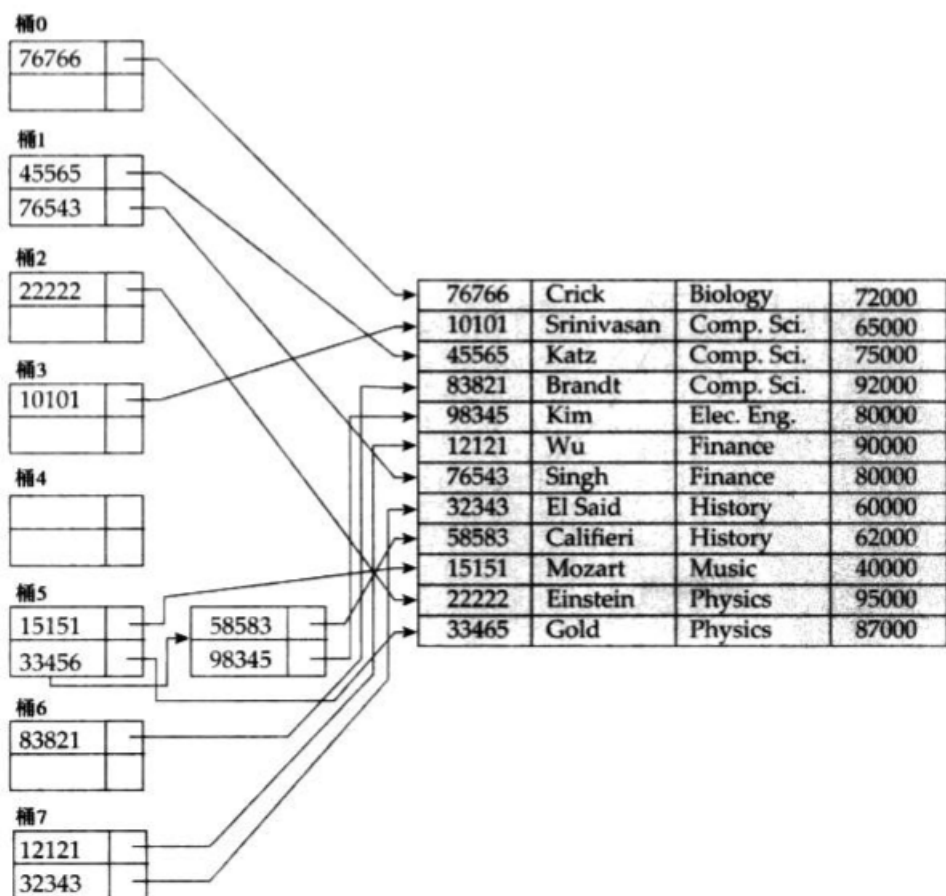 桶0
76766
桶1
45565
76543
桶2
22222
桶3
10101
桶4
桶5
15151
33456
58583
98345
桶6
83821
桶7
12121
32343
76766 Crick Biology 72000
10101 Srinivasan Comp. Sci. 65000
45565 Katz Comp. Sci. 75000
83821 Brandt Comp. Sci. 92000
98345 Kim Elec. Eng. 80000
12121 Wu Finance 90000
76543 Singh Finance 80000
32343 El Said History 60000
58583 Califieri History 62000
15151 Mozart Music 40000
22222 Einstein Physics 95000
33465 Gold Physics 87000